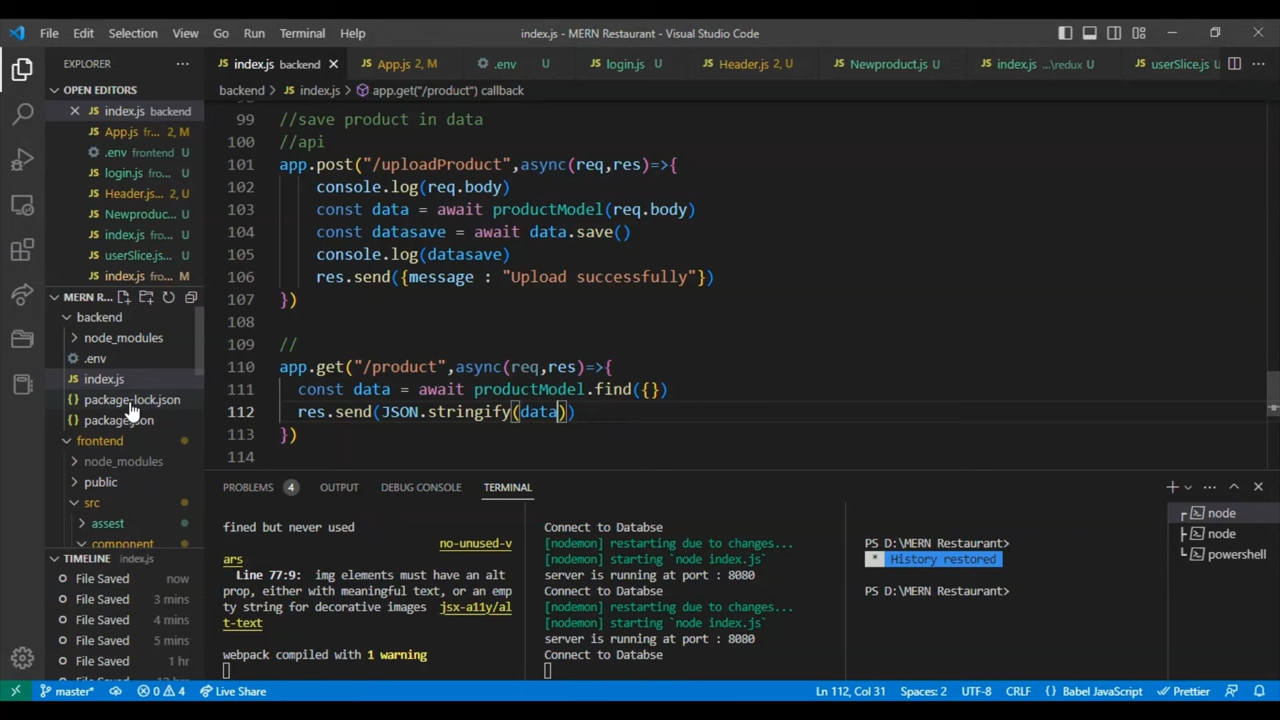 File Edit Selection View Go Run Terminal Help
index.js - MERN Restaurant - Visual Studio Code
EXPLORER
index.js backend
App.js 2, M
.env U
login.js U
Header.js 2, U
Newproduct.js U
index.js ...\redux U
userSlice.js U
OPEN EDITORS
index.js backend
App.js fr... 2, M
.env frontend U
login.js fro... U
Header.js... 2, U
Newproduc... U
index.js fro... U
userSlice.js... U
index.js fro... M
MERN R...
backend
node_modules
.env
index.js
package-lock.json
package.json
frontend
node_modules
public
src
assest
component
TIMELINE index.js
File Saved now
File Saved 3 mins
File Saved 4 mins
File Saved 5 mins
File Saved 1 hr
backend > index.js > app.get("/product") callback
99 //save product in data
100 //api
101 app.post("/uploadProduct",async(req,res)=>{
102 console.log(req.body)
103 const data = await productModel(req.body)
104 const datasave = await data.save()
105 console.log(datasave)
106 res.send({message : "Upload successfully"})
107 })
108
109 //
110 app.get("/product",async(req,res)=>{
111 const data = await productModel.find({})
112 res.send(JSON.stringify(data))
113 })
114
PROBLEMS 4 OUTPUT DEBUG CONSOLE TERMINAL
fined but never used
no-unused-v
ars
Line 77:9: img elements must have an alt
prop, either with meaningful text, or an emp
ty string for decorative images jsx-a11y/al
t-text
webpack compiled with 1 warning
Connect to Databse
[nodemon] restarting due to changes...
[nodemon] starting `node index.js`
server is running at port : 8080
Connect to Databse
[nodemon] restarting due to changes...
[nodemon] starting `node index.js`
server is running at port : 8080
Connect to Databse
PS D:\MERN Restaurant>
* History restored
PS D:\MERN Restaurant>
node
node
powershell
master* 0 4 Live Share
Ln 112, Col 31 Spaces: 2 UTF-8 CRLF {} Babel JavaScript Prettier